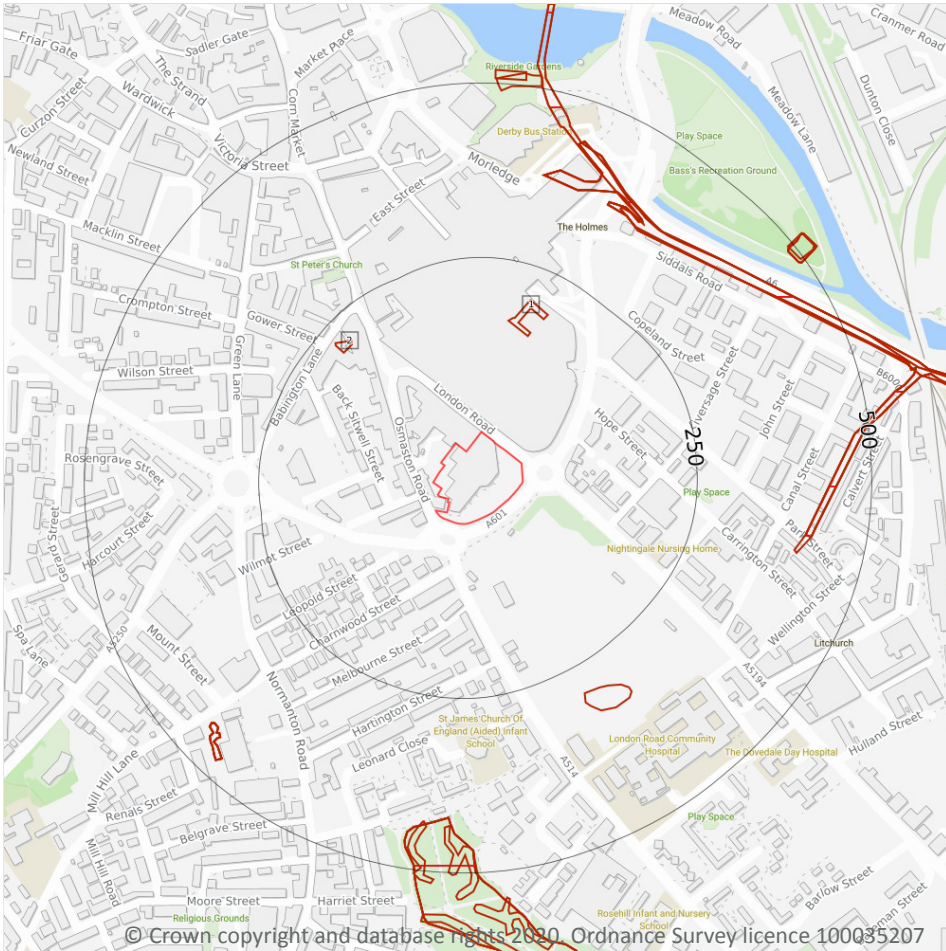 Friar Gate
Sadler Gate
Market Place
Meadow Road
Cranmer Road
The Strand
Curzon Street
Wardwick
Corn Market
Riverside Gardens
Dunton Close
Meadow Lane
Victoria Street
Derby Bus Station
Play Space
Newland Street
Morledge
Bass's Recreation Ground
East Street
Macklin Street
The Holmes
St Peter's Church
Siddals Road
A6
Crompton Street
Gower Street
1
Copeland Street
2
Green Lane
Wilson Street
Babington Lane
Back Sitwell Street
London Road
Liversage Street
John Street
Hope Street
Osmaston Road
250
500
Rosengrave Street
Canal Street
Calvert Street
Play Space
Gerard Street
Harcourt Street
A601
Park Street
Wilmot Street
Nightingale Nursing Home
Carrington Street
Leopold Street
Charnwood Street
Wellington Street
Spa Lane
A5250
Mount Street
Melbourne Street
Litchurch
Normanton Road
Hartington Street
A5194
St James'Church Of
England (Aided) Infant
School
London Road Community
Hospital
The Dovedale Day Hospital
Hulland Street
Leonard Close
A514
Mill Hill Lane
Renals Street
Belgrave Street
Play Space
Mill Hill Road
Moore Street
Harriet Street
Barlow Street
Religious Grounds
Rosehill Infant and Nursery
School
© Crown copyright and database rights 2020. Ordnance Survey licence 100035207